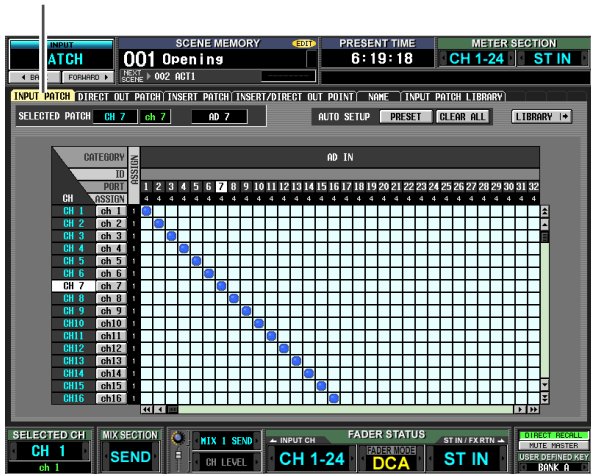 INPUT SCENE MEMORY EDIT PRESENT TIME METER SECTION
PATCH 001 Opening 6:19:18 CH 1-24 ST IN
BACK FORWARD NEXT SCENE 002 ACT1
INPUT PATCH DIRECT OUT PATCH INSERT PATCH INSERT/DIRECT OUT POINT NAME INPUT PATCH LIBRARY
SELECTED PATCH CH 7 ch 7 AD 7 AUTO SETUP PRESET CLEAR ALL LIBRARY
CATEGORY ASSIGN AD IN
ID
PORT 1 2 3 4 5 6 7 8 9 10 11 12 13 14 15 16 17 18 19 20 21 22 23 24 25 26 27 28 29 30 31 32
CH ASSIGN 4 4 4 4 4 4 4 4 4 4 4 4 4 4 4 4 4 4 4 4 4 4 4 4 4 4 4 4 4 4 4 4
CH 1 ch 1 1
CH 2 ch 2 1
CH 3 ch 3 1
CH 4 ch 4 1
CH 5 ch 5 1
CH 6 ch 6 1
CH 7 ch 7 1
CH 8 ch 8 1
CH 9 ch 9 1
CH10 ch10 1
CH11 ch11 1
CH12 ch12 1
CH13 ch13 1
CH14 ch14 1
CH15 ch15 1
CH16 ch16 1
SELECTED CH MIX SECTION MIX 1 SEND INPUT CH FADER STATUS ST IN / FX RTN DIRECT RECALL
MUTE MASTER
CH 1 SEND CH LEVEL CH 1-24 FADER MODE DCA ST IN USER DEFINED KEY
ch 1 BANK A